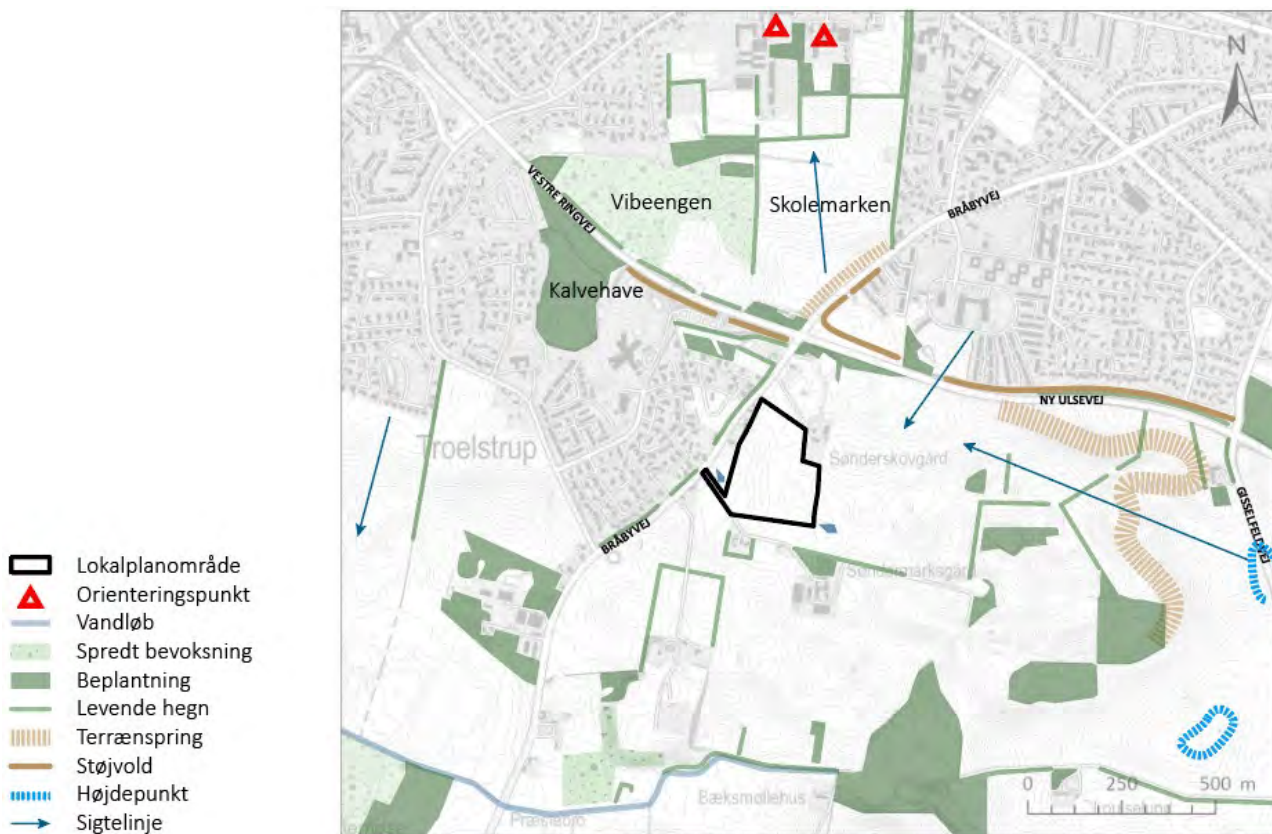 N
VESTRE RINGVEJ
Vibeengen
Skolemarken
BRÅBYVEJ
Kalvehave
NY ULSEVEJ
Troelstrup
Sønderskovgård
BRÅBYVEJ
GISSELFELDVEJ
Søndermarksgård
Bæksmøllehus
0 250 500 m
Lokalplanområde
Orienteringspunkt
Vandløb
Spredt bevoksning
Beplantning
Levende hegn
Terrænspring
Støjvold
Højdepunkt
Sigtelinje